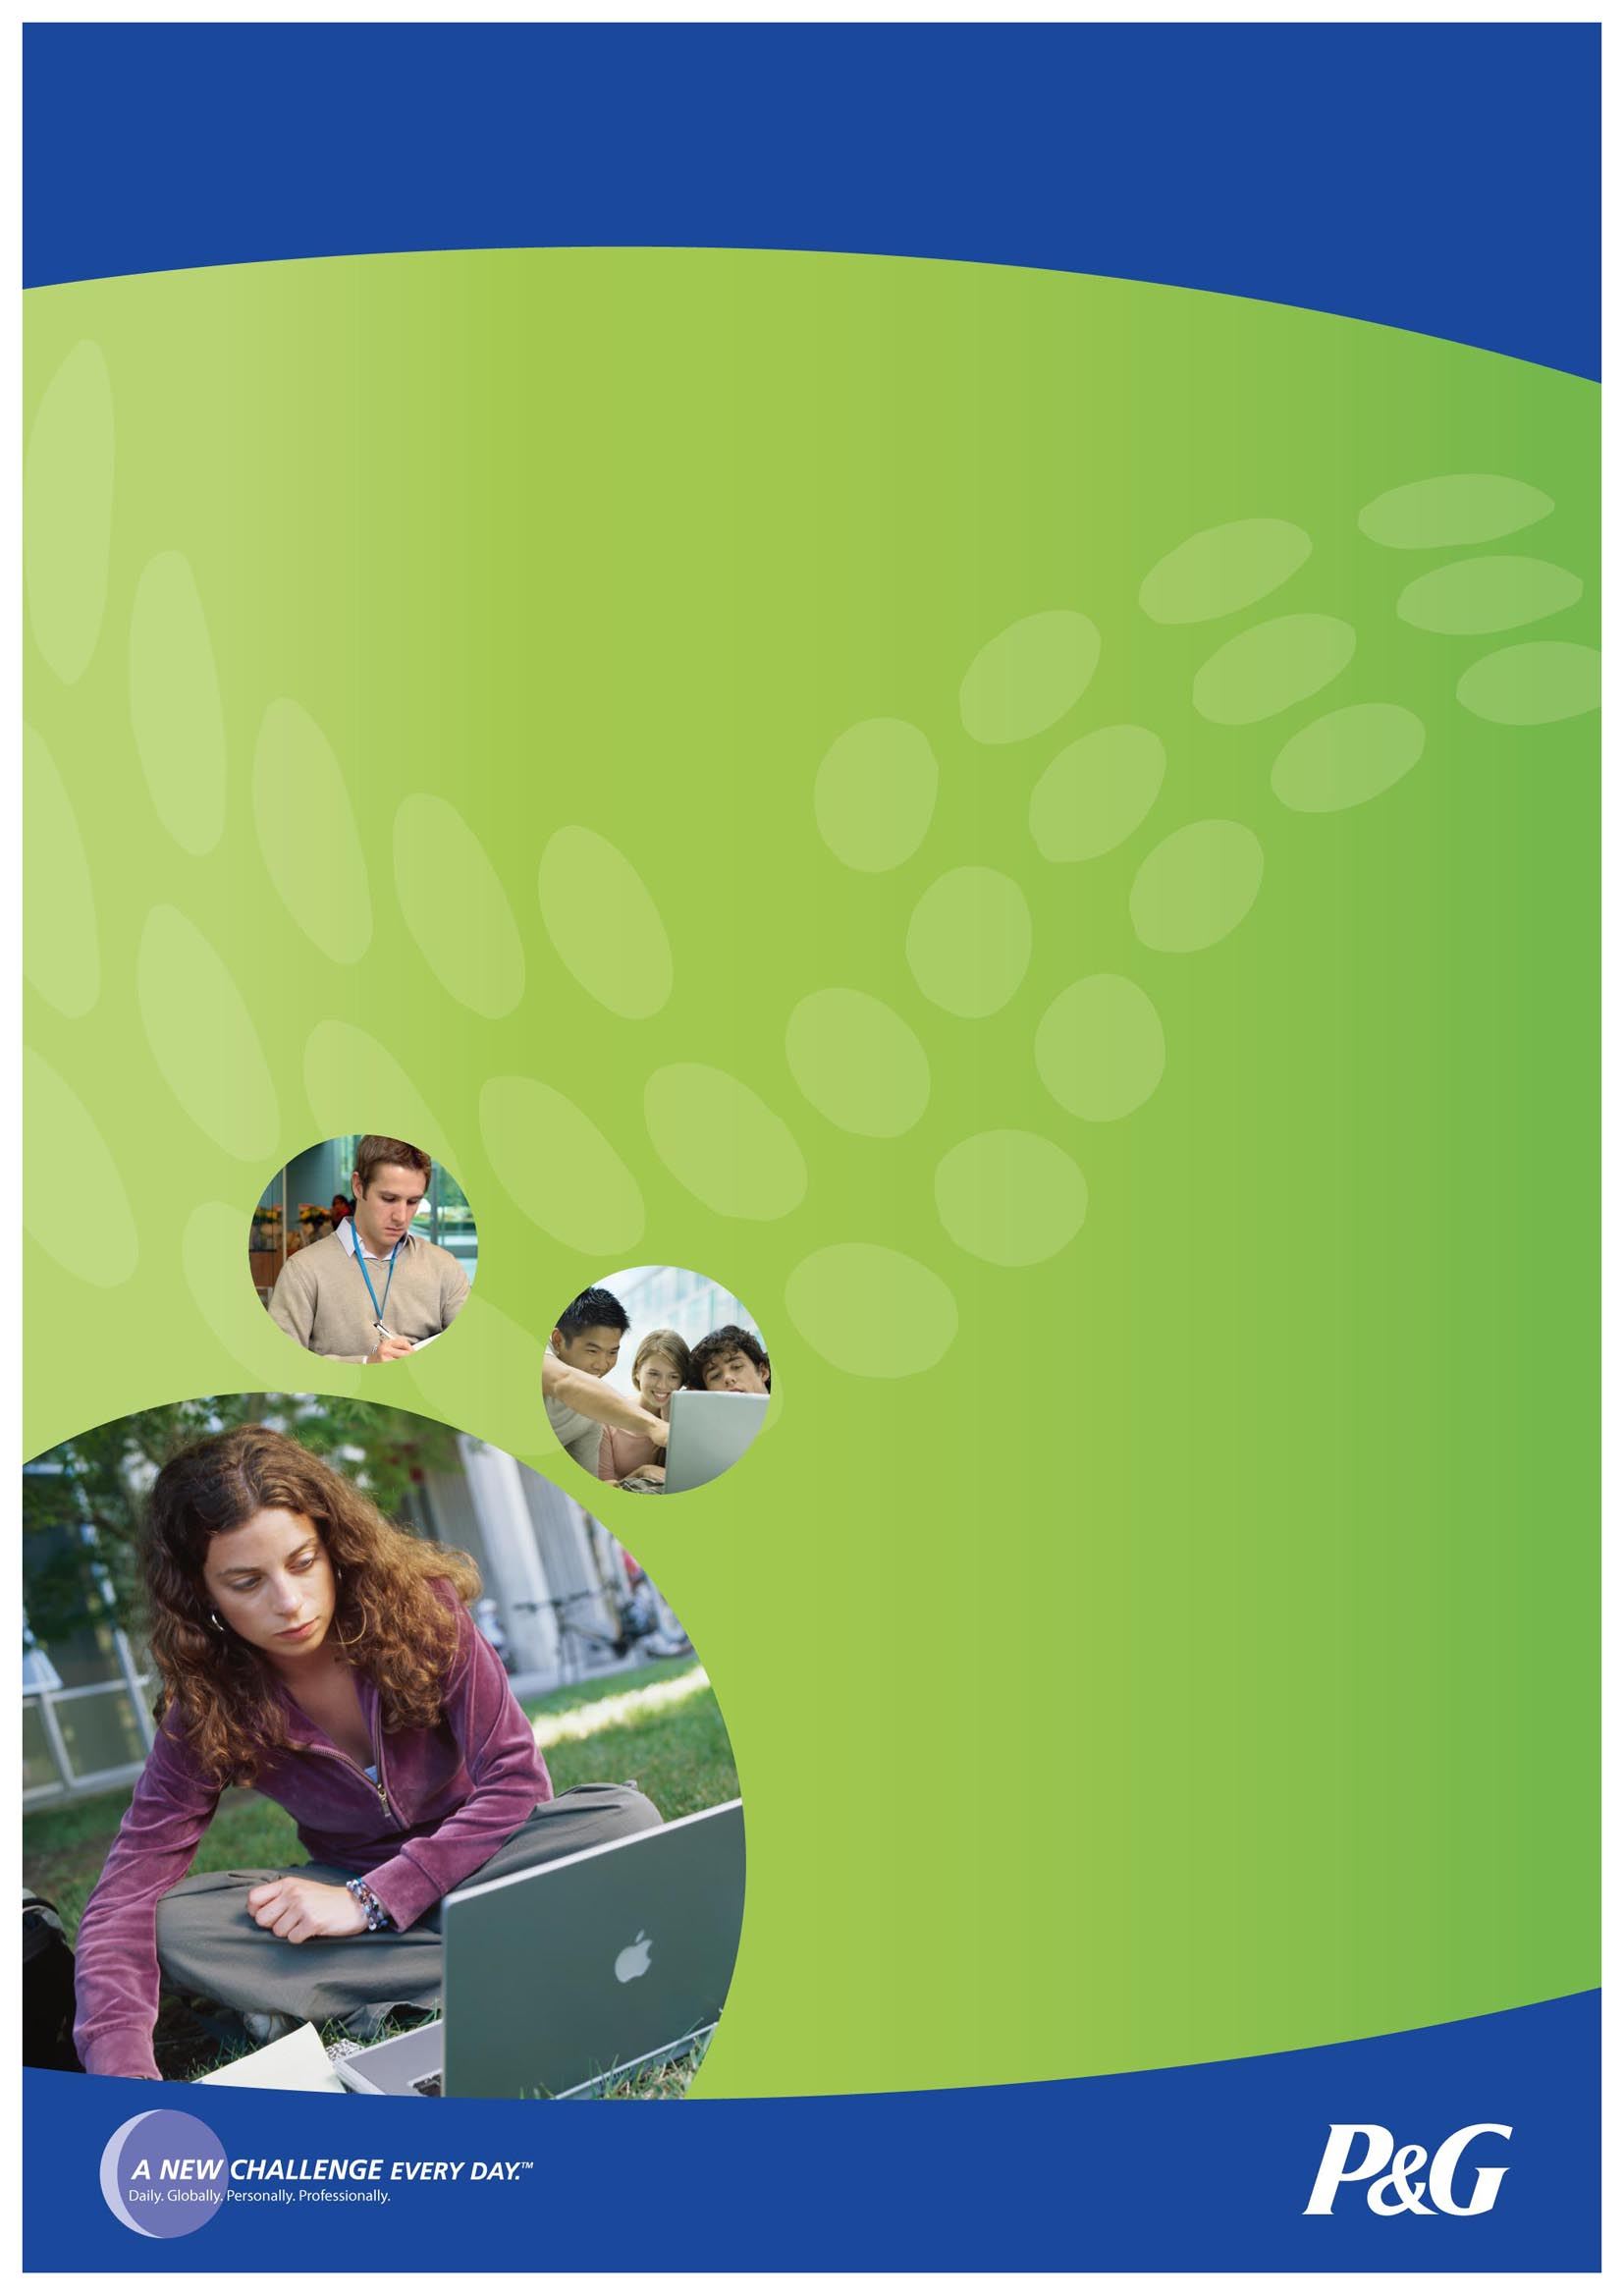 A NEW CHALLENGE EVERY DAY.™
Daily. Globally. Personally. Professionally.
P&G